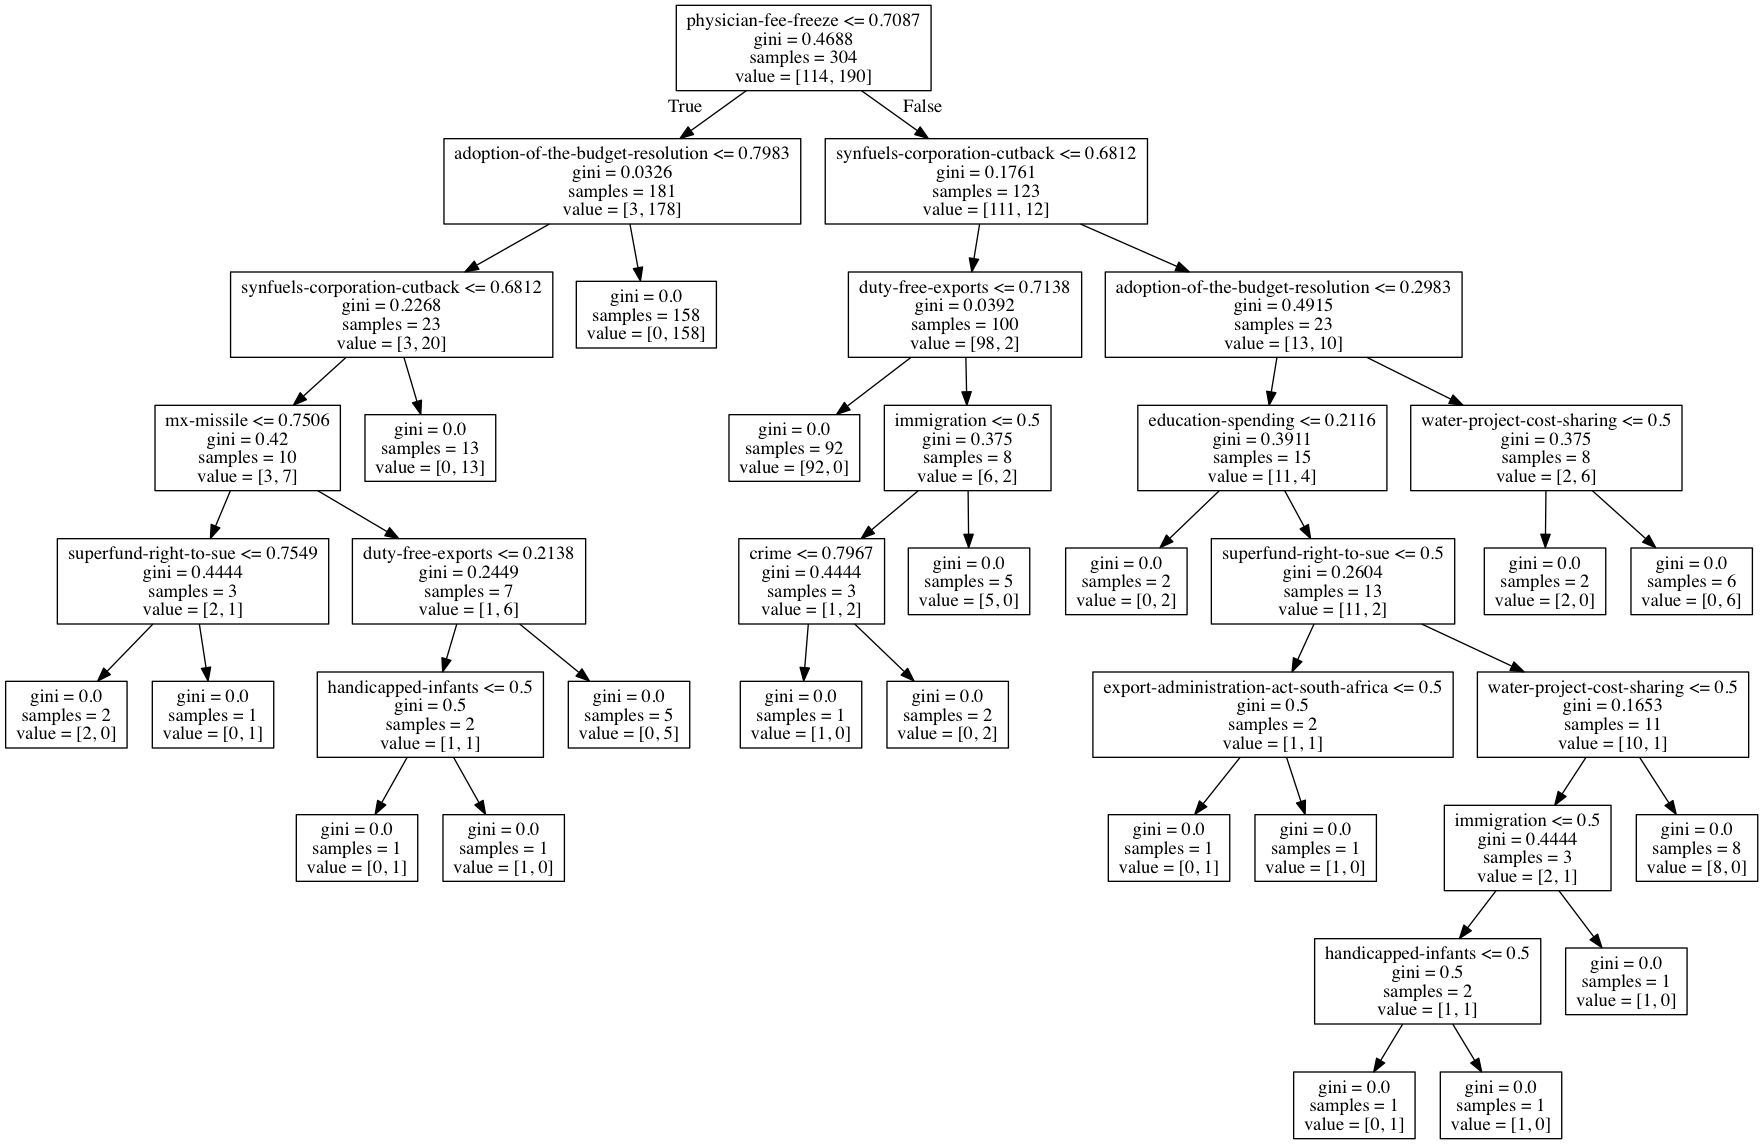 physician-fee-freeze <= 0.7087
gini = 0.4688
samples = 304
value = [114, 190]
True
False
adoption-of-the-budget-resolution <= 0.7983
gini = 0.0326
samples = 181
value = [3, 178]
synfuels-corporation-cutback <= 0.6812
gini = 0.1761
samples = 123
value = [111, 12]
synfuels-corporation-cutback <= 0.6812
gini = 0.2268
samples = 23
value = [3, 20]
gini = 0.0
samples = 158
value = [0, 158]
duty-free-exports <= 0.7138
gini = 0.0392
samples = 100
value = [98, 2]
adoption-of-the-budget-resolution <= 0.2983
gini = 0.4915
samples = 23
value = [13, 10]
mx-missile <= 0.7506
gini = 0.42
samples = 10
value = [3, 7]
gini = 0.0
samples = 13
value = [0, 13]
gini = 0.0
samples = 92
value = [92, 0]
immigration <= 0.5
gini = 0.375
samples = 8
value = [6, 2]
education-spending <= 0.2116
gini = 0.3911
samples = 15
value = [11, 4]
water-project-cost-sharing <= 0.5
gini = 0.375
samples = 8
value = [2, 6]
superfund-right-to-sue <= 0.7549
gini = 0.4444
samples = 3
value = [2, 1]
duty-free-exports <= 0.2138
gini = 0.2449
samples = 7
value = [1, 6]
crime <= 0.7967
gini = 0.4444
samples = 3
value = [1, 2]
gini = 0.0
samples = 5
value = [5, 0]
gini = 0.0
samples = 2
value = [0, 2]
superfund-right-to-sue <= 0.5
gini = 0.2604
samples = 13
value = [11, 2]
gini = 0.0
samples = 2
value = [2, 0]
gini = 0.0
samples = 6
value = [0, 6]
gini = 0.0
samples = 2
value = [2, 0]
gini = 0.0
samples = 1
value = [0, 1]
handicapped-infants <= 0.5
gini = 0.5
samples = 2
value = [1, 1]
gini = 0.0
samples = 5
value = [0, 5]
gini = 0.0
samples = 1
value = [1, 0]
gini = 0.0
samples = 2
value = [0, 2]
export-administration-act-south-africa <= 0.5
gini = 0.5
samples = 2
value = [1, 1]
water-project-cost-sharing <= 0.5
gini = 0.1653
samples = 11
value = [10, 1]
gini = 0.0
samples = 1
value = [0, 1]
gini = 0.0
samples = 1
value = [1, 0]
gini = 0.0
samples = 1
value = [0, 1]
gini = 0.0
samples = 1
value = [1, 0]
immigration <= 0.5
gini = 0.4444
samples = 3
value = [2, 1]
gini = 0.0
samples = 8
value = [8, 0]
handicapped-infants <= 0.5
gini = 0.5
samples = 2
value = [1, 1]
gini = 0.0
samples = 1
value = [1, 0]
gini = 0.0
samples = 1
value = [0, 1]
gini = 0.0
samples = 1
value = [1, 0]